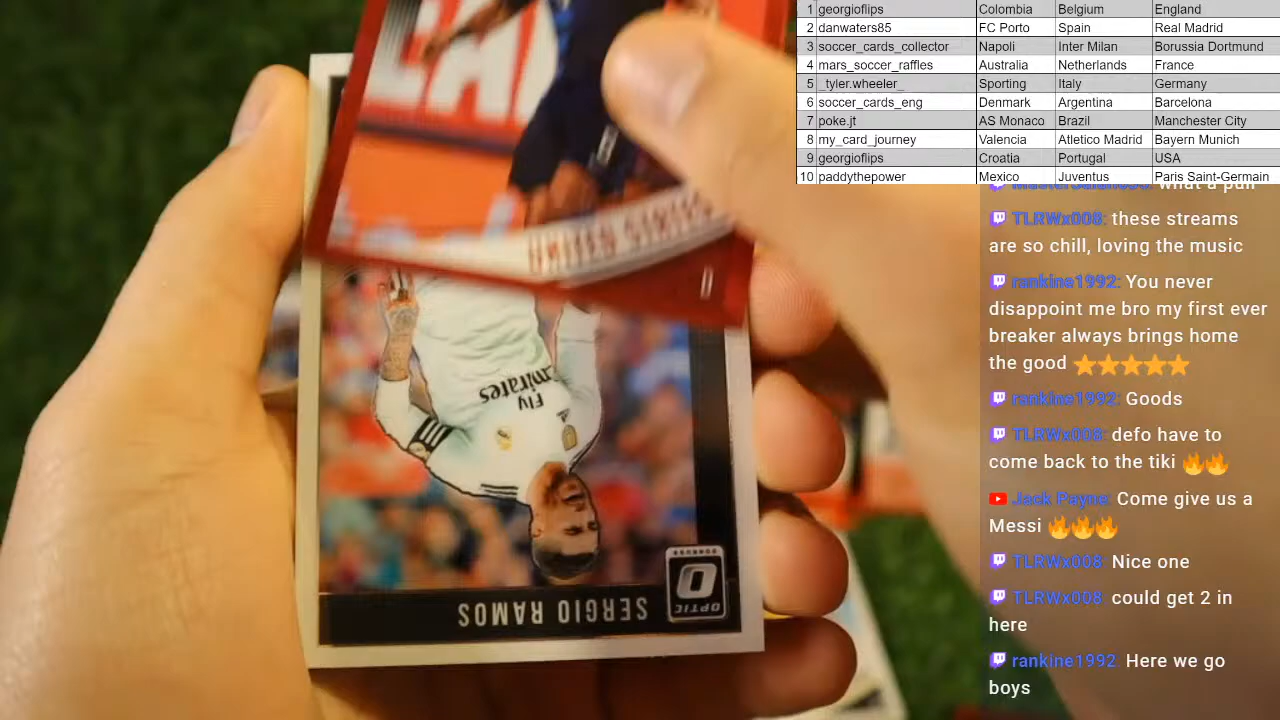 1 georgioflips Colombia Belgium England
2 danwaters85 FC Porto Spain Real Madrid
3 soccer_cards_collector Napoli Inter Milan Borussia Dortmund
4 mars_soccer_raffles Australia Netherlands France
5 _tyler.wheeler_ Sporting Italy Germany
6 soccer_cards_eng Denmark Argentina Barcelona
7 poke.jt AS Monaco Brazil Manchester City
8 my_card_journey Valencia Atletico Madrid Bayern Munich
9 georgioflips Croatia Portugal USA
10 paddythepower Mexico Juventus Paris Saint-Germain
what a pull
TLRWx008: these streams
are so chill, loving the music
rankine1992: You never
disappoint me bro my first ever
breaker always brings home
the good ⭐⭐⭐⭐⭐
rankine1992: Goods
TLRWx008: defo have to
come back to the tiki 🔥🔥
Jack Payne: Come give us a
Messi 🔥🔥🔥
TLRWx008: Nice one
TLRWx008: could get 2 in
here
rankine1992: Here we go
boys
Fly
Emirates
DONRUSS
OPTIC
SERGIO RAMOS